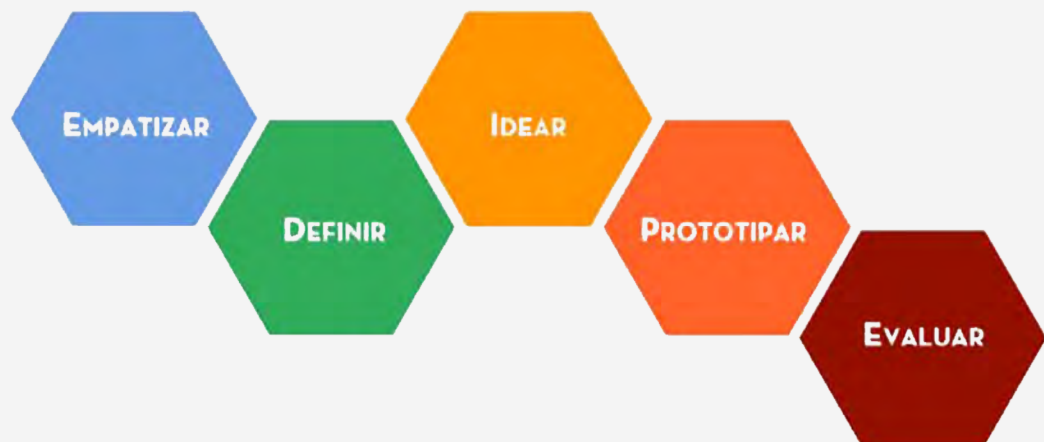 EMPATIZAR
DEFINIR
IDEAR
PROTOTIPAR
EVALUAR